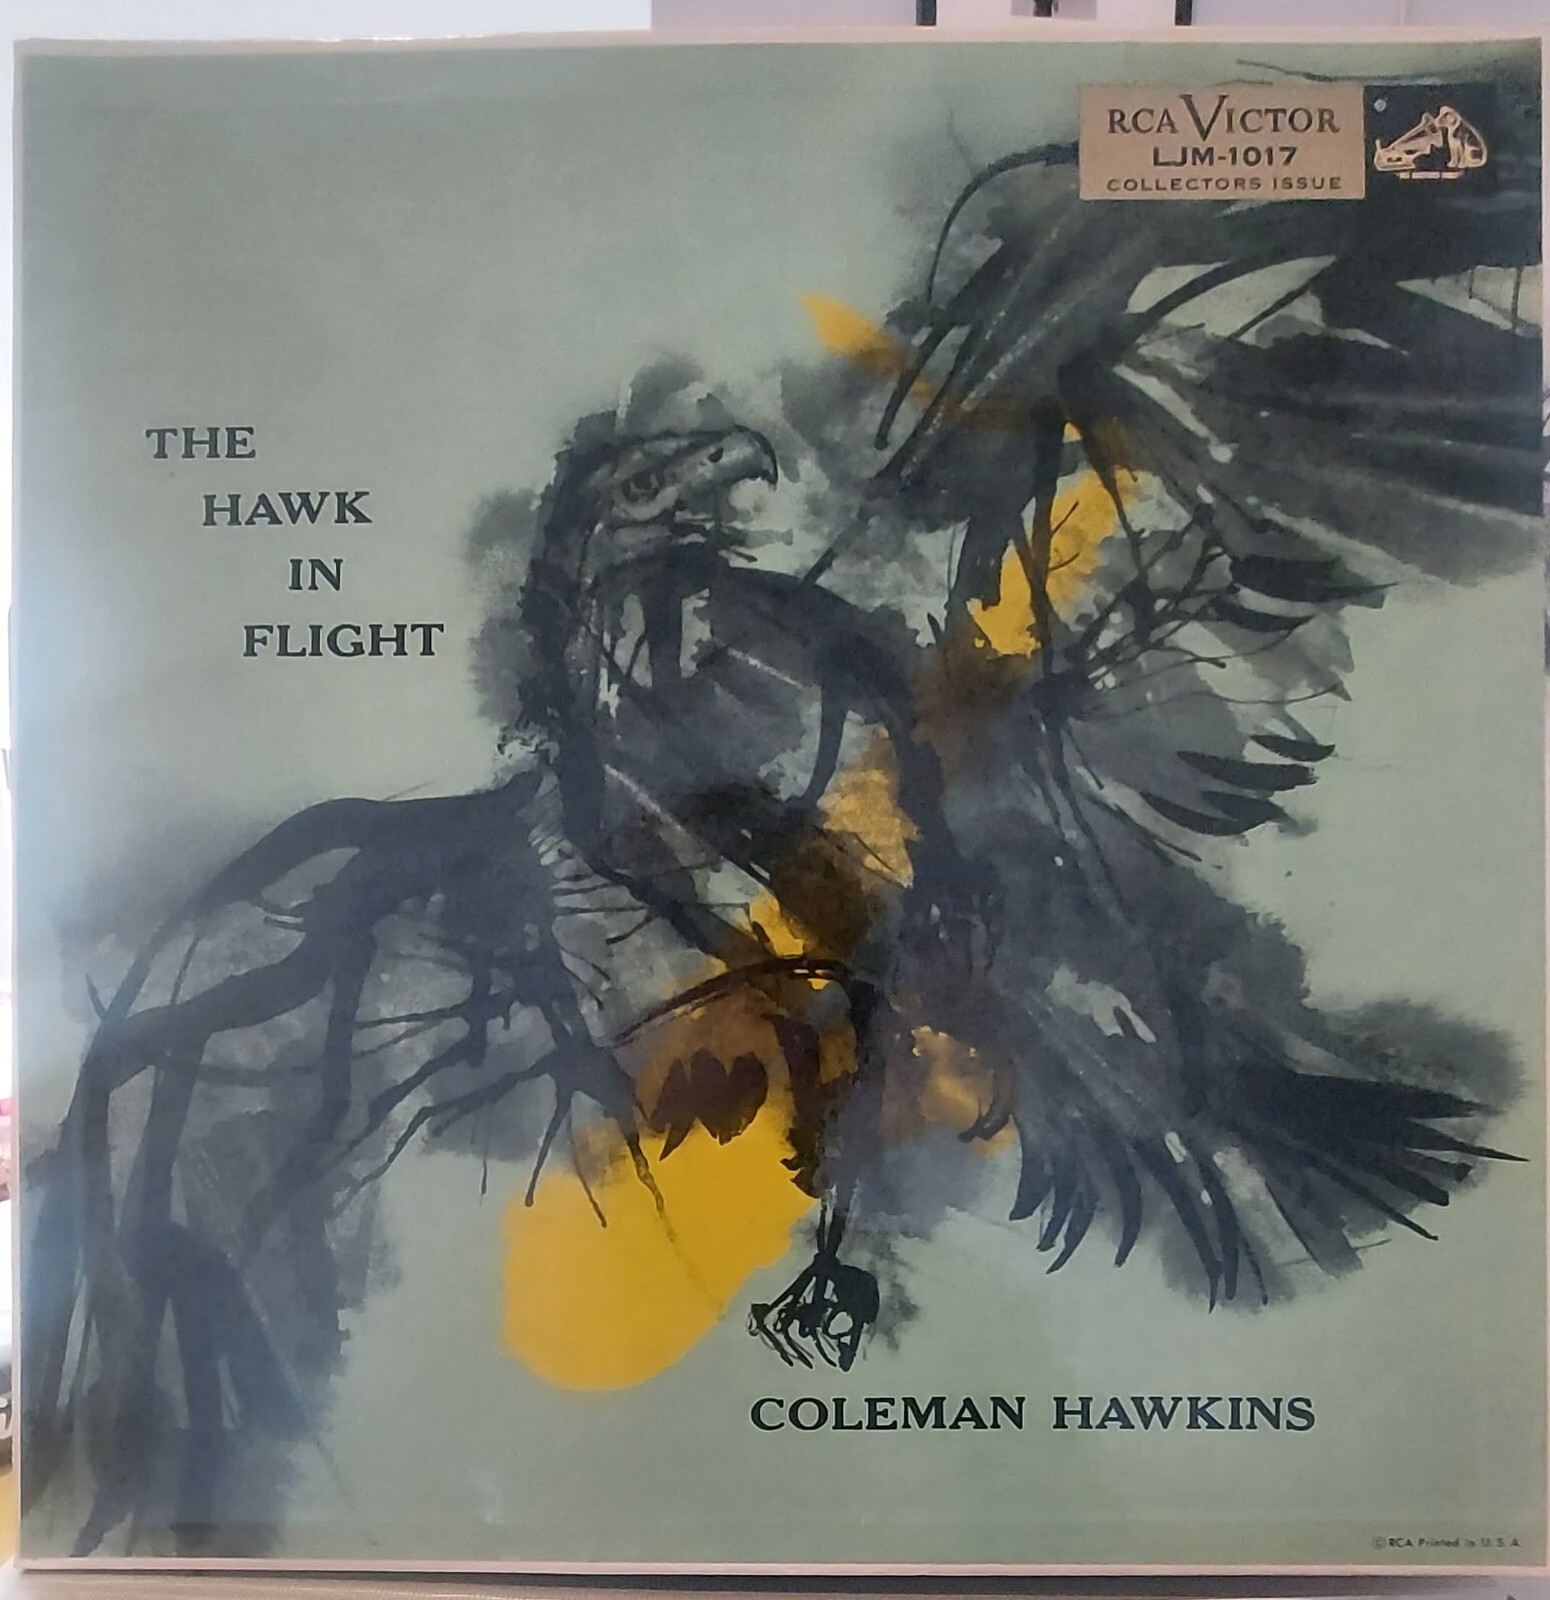 RCA VICTOR
LJM-1017
COLLECTORS ISSUE
THE
HAWK
IN
FLIGHT
COLEMAN HAWKINS
©RCA Printed in U. S. A.